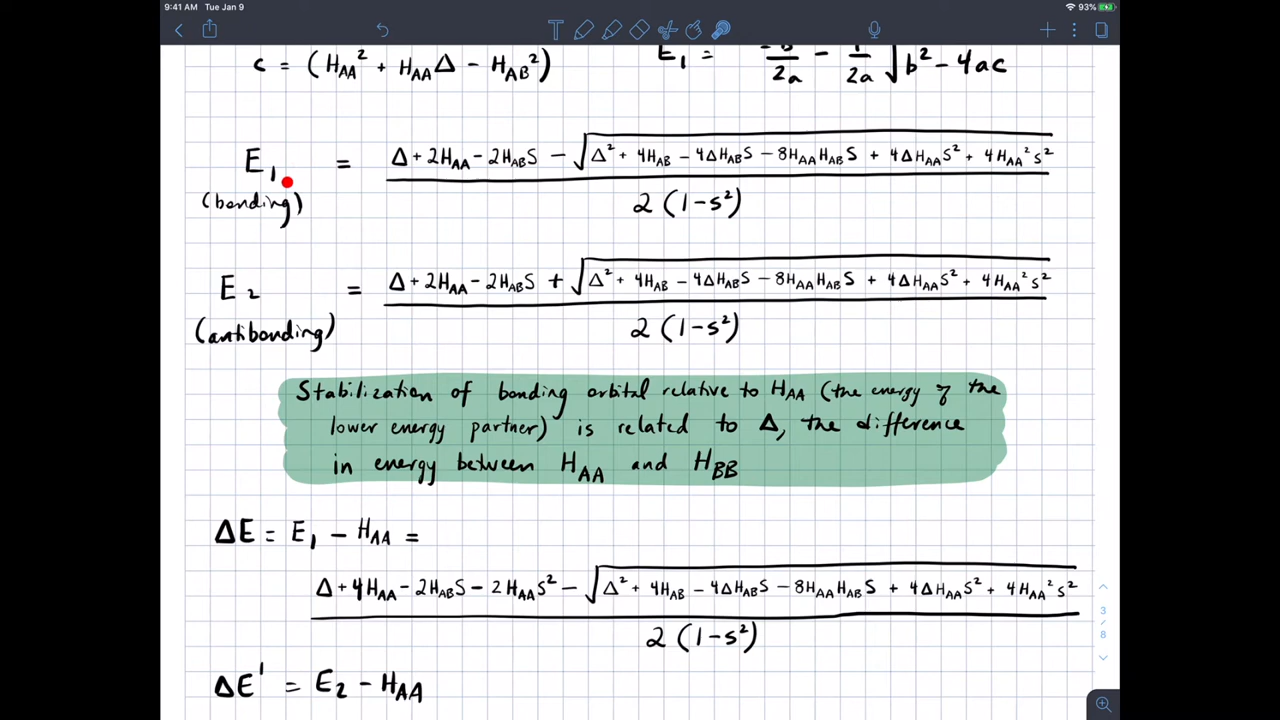 9:41 AM Tue Jan 9
93%
c = (H_AA² + H_AAΔ − H_AB²)
E₁ = −b/2a − 1/2a √b² − 4ac
E₁ = Δ + 2H_AA − 2H_AB S − √Δ² + 4H_AB − 4ΔH_AB S − 8H_AA H_AB S + 4ΔH_AA S² + 4H_AA² S²
(bonding)
2 (1−S²)
E₂ = Δ + 2H_AA − 2H_AB S + √Δ² + 4H_AB − 4ΔH_AB S − 8H_AA H_AB S + 4ΔH_AA S² + 4H_AA² S²
(antibonding)
2 (1−S²)
Stabilization of bonding orbital relative to H_AA (the energy of the
lower energy partner) is related to Δ, the difference
in energy between H_AA and H_BB
ΔE = E₁ − H_AA =
Δ + 4H_AA − 2H_AB S − 2H_AA S² − √Δ² + 4H_AB − 4ΔH_AB S − 8H_AA H_AB S + 4ΔH_AA S² + 4H_AA² S²
2 (1−S²)
ΔE' = E₂ − H_AA
3
/
8